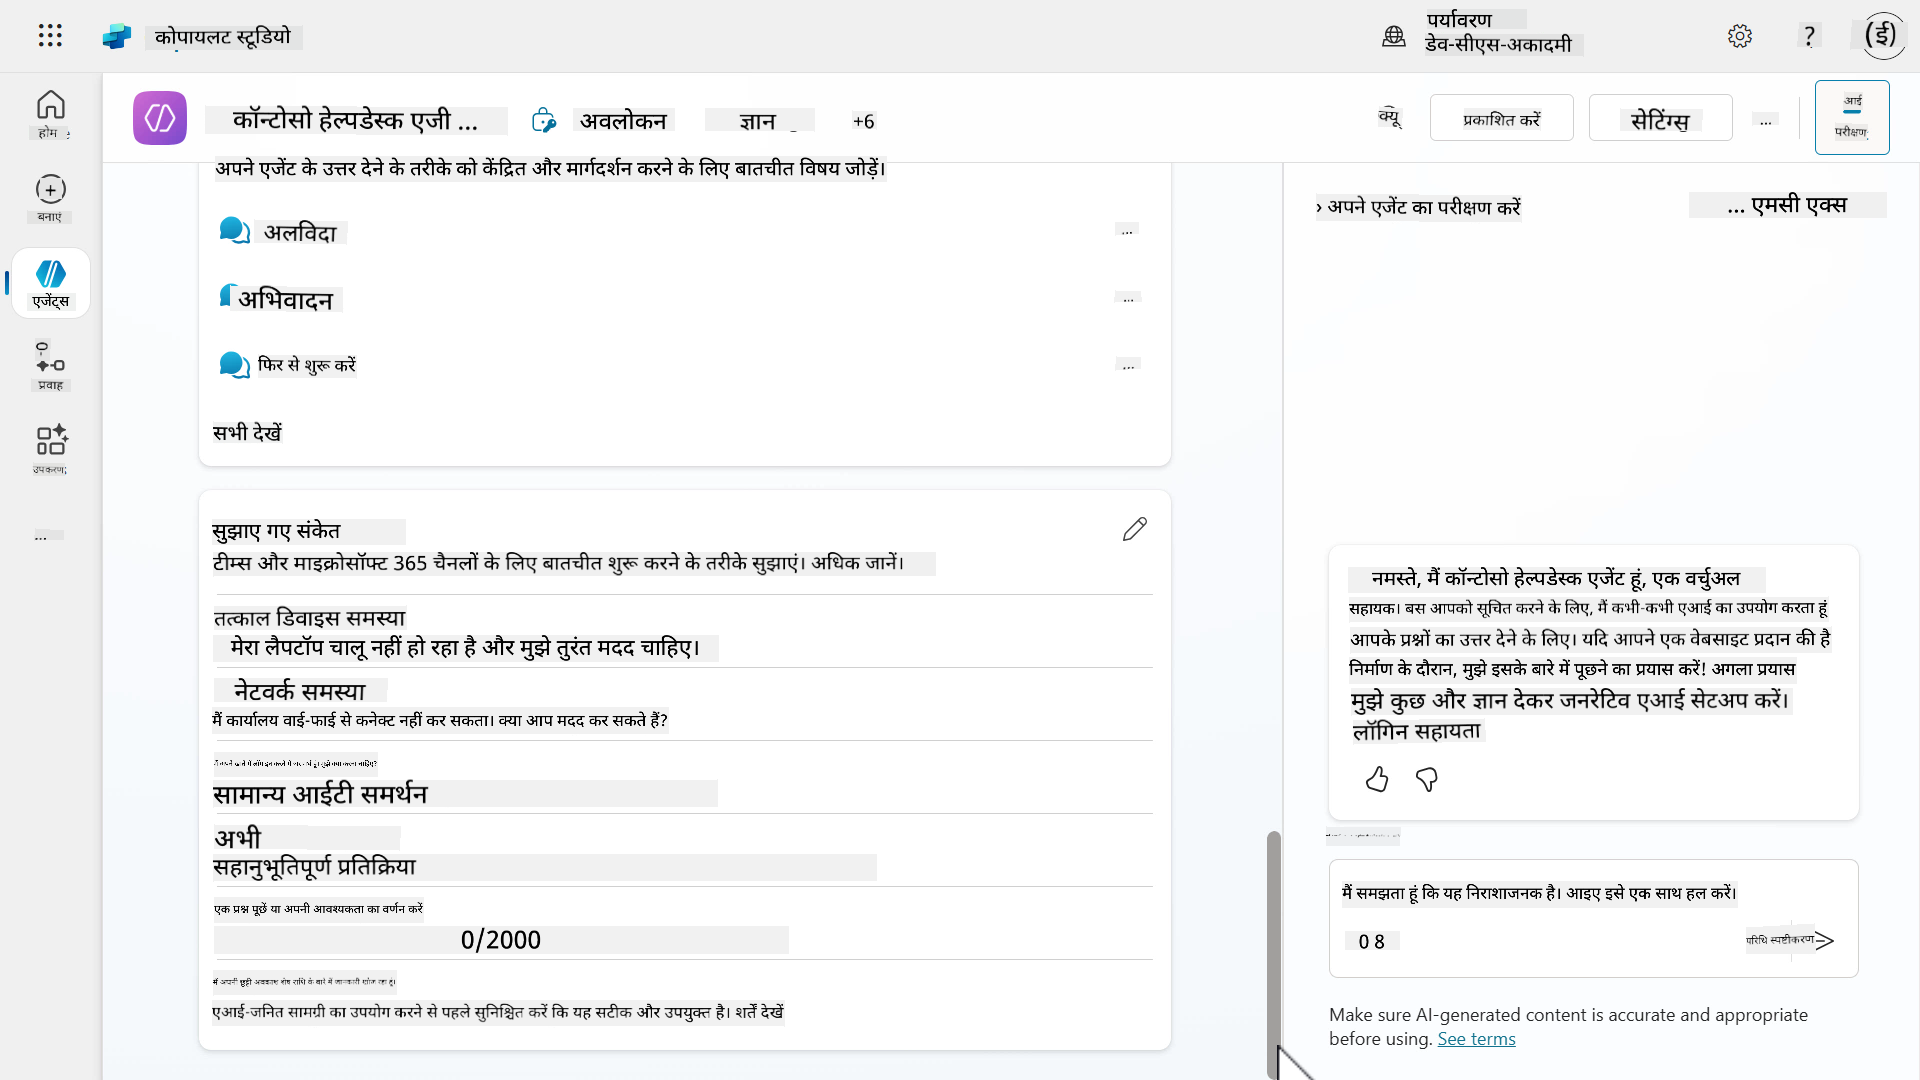 कोपायलट स्टूडियो
पर्यावरण
डेव-सीएस-अकादमी
?
(ई)
होम
बनाएं
एजेंट्स
प्रवाह
उपकरण;
...
कॉन्टोसो हेल्पडेस्क एजी ...
अवलोकन
ज्ञान
+6
क्यू
प्रकाशित करें
सेटिंग्स
...
आई
परीक्षण
अपने एजेंट के उत्तर देने के तरीके को केंद्रित और मार्गदर्शन करने के लिए बातचीत विषय जोड़ें।
अलविदा
...
अभिवादन
...
फिर से शुरू करें
...
सभी देखें
सुझाए गए संकेत
टीम्स और माइक्रोसॉफ्ट 365 चैनलों के लिए बातचीत शुरू करने के तरीके सुझाएं। अधिक जानें।
तत्काल डिवाइस समस्या
मेरा लैपटॉप चालू नहीं हो रहा है और मुझे तुरंत मदद चाहिए।
नेटवर्क समस्या
मैं कार्यालय वाई-फाई से कनेक्ट नहीं कर सकता। क्या आप मदद कर सकते हैं?
सामान्य आईटी समर्थन
अभी
सहानुभूतिपूर्ण प्रतिक्रिया
एक प्रश्न पूछें या अपनी आवश्यकता का वर्णन करें
0/2000
मैं अपनी छुट्टी अवकाश शेष राशि के बारे में जानकारी खोज रहा हूं।
एआई-जनित सामग्री का उपयोग करने से पहले सुनिश्चित करें कि यह सटीक और उपयुक्त है। शर्तें देखें
› अपने एजेंट का परीक्षण करें
... एमसी एक्स
नमस्ते, मैं कॉन्टोसो हेल्पडेस्क एजेंट हूं, एक वर्चुअल
सहायक। बस आपको सूचित करने के लिए, मैं कभी-कभी एआई का उपयोग करता हूं
आपके प्रश्नों का उत्तर देने के लिए। यदि आपने एक वेबसाइट प्रदान की है
निर्माण के दौरान, मुझे इसके बारे में पूछने का प्रयास करें! अगला प्रयास
मुझे कुछ और ज्ञान देकर जनरेटिव एआई सेटअप करें।
लॉगिन सहायता
मैं समझता हूं कि यह निराशाजनक है। आइए इसे एक साथ हल करें।
0 8
परिधि स्पष्टीकरण
Make sure AI-generated content is accurate and appropriate
before using. See terms